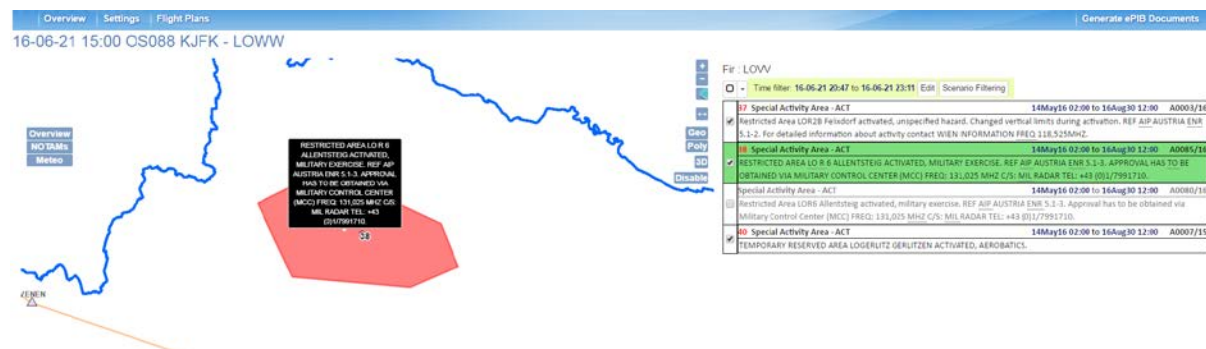 Overview Settings Flight Plans Generate ePIB Documents
16-06-21 15:00 OS088 KJFK - LOWW
Overview
NOTAMs
Meteo
RESTRICTED AREA LO R 6
ALLENTSTEIG ACTIVATED,
MILITARY EXERCISE. REF AIP
AUSTRIA ENR 5.1-3. APPROVAL
HAS TO BE OBTAINED VIA
MILITARY CONTROL CENTER
(MCC) FREQ: 131,025 MHZ C/S:
MIL RADAR TEL: +43
(0)1/7991710.
38
ZENEN
+
−
↔
Geo
Poly
3D
Disable
Fir : LOVV
Time filter: 16-06-21 20:47 to 16-06-21 23:11 Edit Scenario Filtering
37 Special Activity Area - ACT 14May16 02:00 to 16Aug30 12:00 A0003/16
Restricted Area LOR2B Felixdorf activated, unspecified hazard. Changed vertical limits during activation. REF AIP AUSTRIA ENR
5.1-2. For detailed information about activity contact WIEN INFORMATION FREQ 118,525MHZ.
38 Special Activity Area - ACT 14May16 02:00 to 16Aug30 12:00 A0085/16
RESTRICTED AREA LO R 6 ALLENTSTEIG ACTIVATED, MILITARY EXERCISE. REF AIP AUSTRIA ENR 5.1-3. APPROVAL HAS TO BE
OBTAINED VIA MILITARY CONTROL CENTER (MCC) FREQ: 131,025 MHZ C/S: MIL RADAR TEL: +43 (0)1/7991710.
Special Activity Area - ACT 14May16 02:00 to 16Aug30 12:00 A0080/16
Restricted Area LOR6 Allentsteig activated, military exercise. REF AIP AUSTRIA ENR 5.1-3. Approval has to be obtained via
Military Control Center (MCC) FREQ: 131,025 MHZ C/S: MIL RADAR TEL: +43 (0)1/7991710.
40 Special Activity Area - ACT 14May16 02:00 to 16Aug30 12:00 A0007/15
TEMPORARY RESERVED AREA LOGERLITZ GERLITZEN ACTIVATED, AEROBATICS.